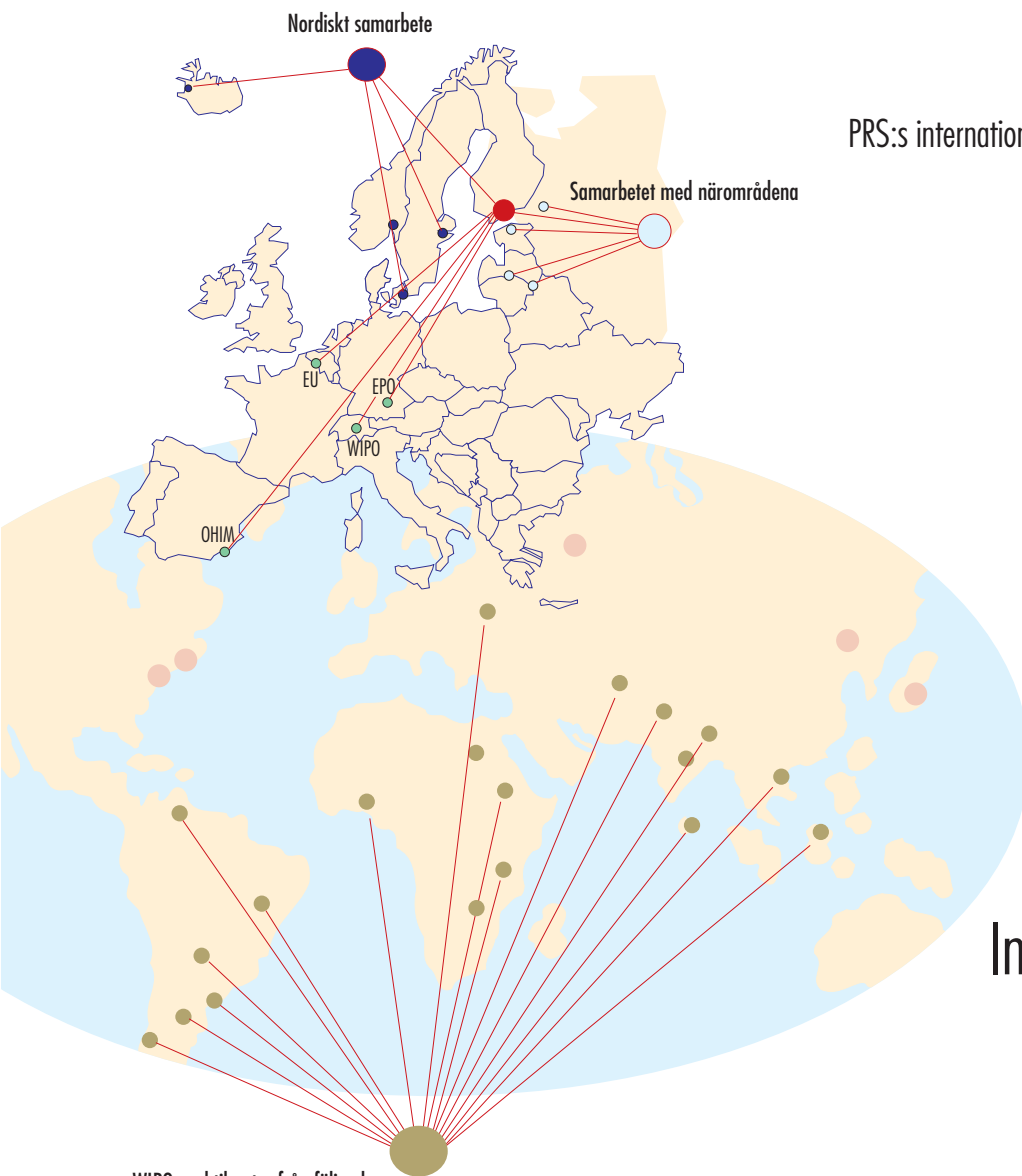 Nordiskt samarbete
PRS:s internation
Samarbetet med närområdena
EU
EPO
WIPO
OHIM
In